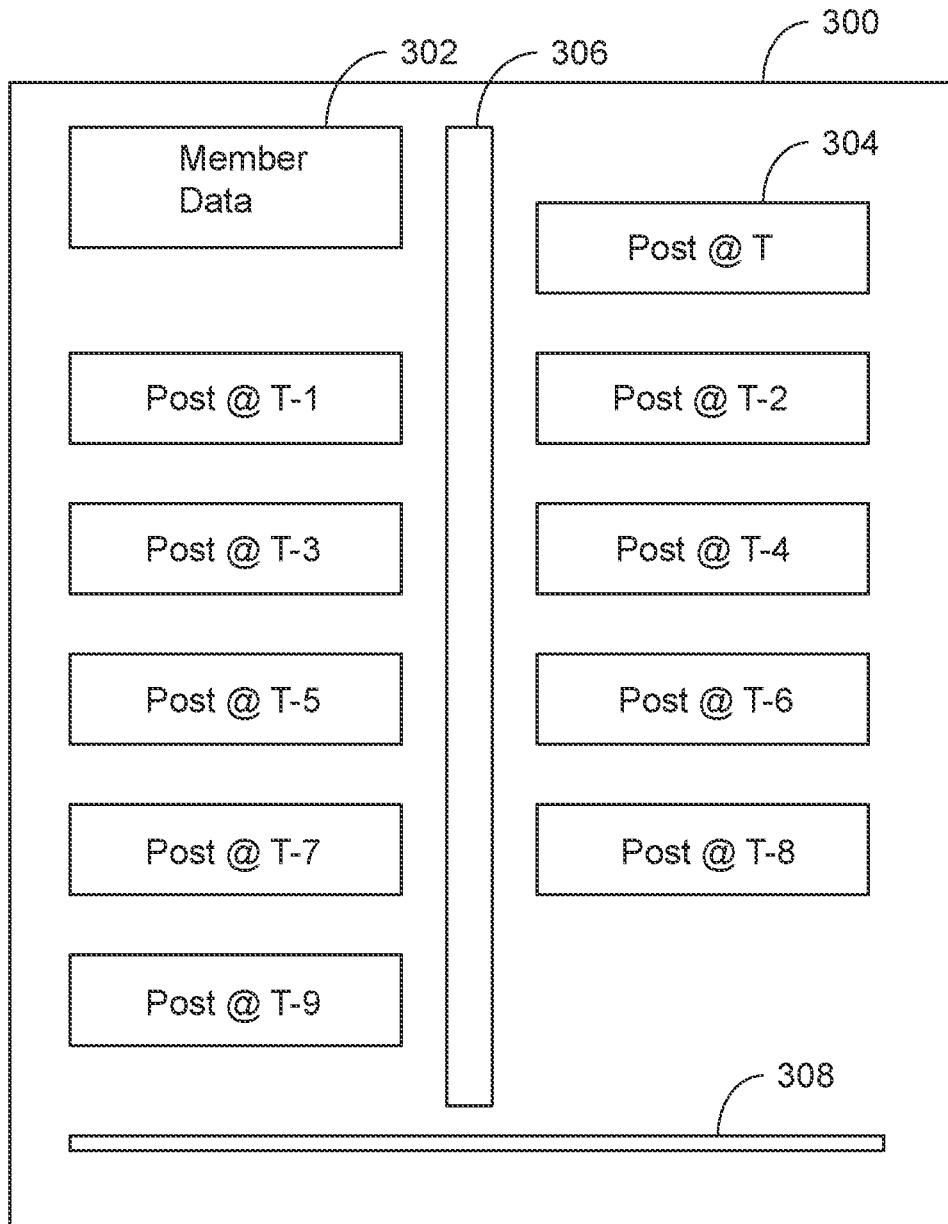 300
302
306
Member
Data
304
Post @ T
Post @ T-1
Post @ T-2
Post @ T-3
Post @ T-4
Post @ T-5
Post @ T-6
Post @ T-7
Post @ T-8
Post @ T-9
308